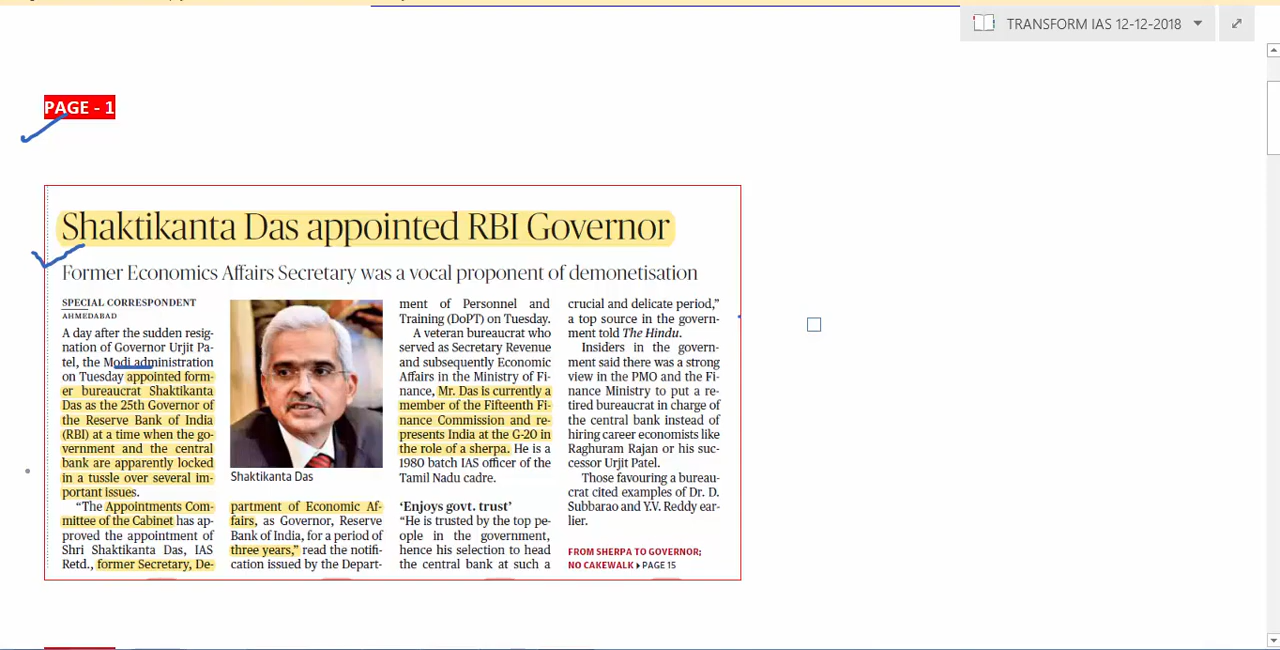 TRANSFORM IAS 12-12-2018
PAGE - 1
Shaktikanta Das appointed RBI Governor
Former Economics Affairs Secretary was a vocal proponent of demonetisation
SPECIAL CORRESPONDENT
AHMEDABAD
A day after the sudden resig-
nation of Governor Urjit Pa-
tel, the Modi administration
on Tuesday appointed form-
er bureaucrat Shaktikanta
Das as the 25th Governor of
the Reserve Bank of India
(RBI) at a time when the go-
vernment and the central
bank are apparently locked
in a tussle over several im-
portant issues.
“The Appointments Com-
mittee of the Cabinet has ap-
proved the appointment of
Shri Shaktikanta Das, IAS
Retd., former Secretary, De-
Shaktikanta Das
partment of Economic Af-
fairs, as Governor, Reserve
Bank of India, for a period of
three years,” read the notifi-
cation issued by the Depart-
ment of Personnel and
Training (DoPT) on Tuesday.
A veteran bureaucrat who
served as Secretary Revenue
and subsequently Economic
Affairs in the Ministry of Fi-
nance, Mr. Das is currently a
member of the Fifteenth Fi-
nance Commission and re-
presents India at the G-20 in
the role of a sherpa. He is a
1980 batch IAS officer of the
Tamil Nadu cadre.
‘Enjoys govt. trust’
“He is trusted by the top pe-
ople in the government,
hence his selection to head
the central bank at such a
crucial and delicate period,”
a top source in the govern-
ment told The Hindu.
Insiders in the govern-
ment said there was a strong
view in the PMO and the Fi-
nance Ministry to put a re-
tired bureaucrat in charge of
the central bank instead of
hiring career economists like
Raghuram Rajan or his suc-
cessor Urjit Patel.
Those favouring a bureau-
crat cited examples of Dr. D.
Subbarao and Y.V. Reddy ear-
lier.
FROM SHERPA TO GOVERNOR;
NO CAKEWALK ▸ PAGE 15